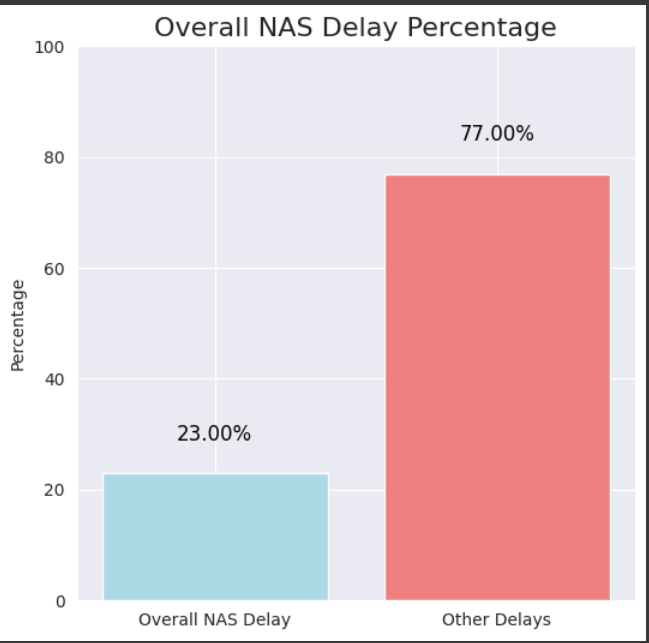 Overall NAS Delay Percentage
100
77.00%
80
60
Percentage
40
23.00%
20
0
Overall NAS Delay
Other Delays